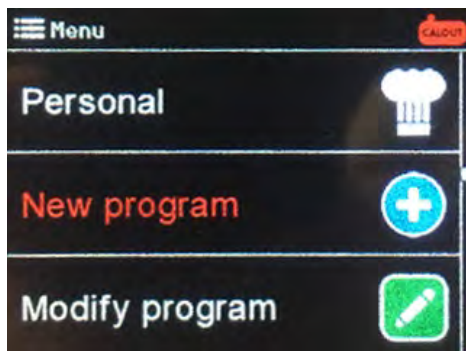 Menu
CALOUT
Personal
New program
Modify program